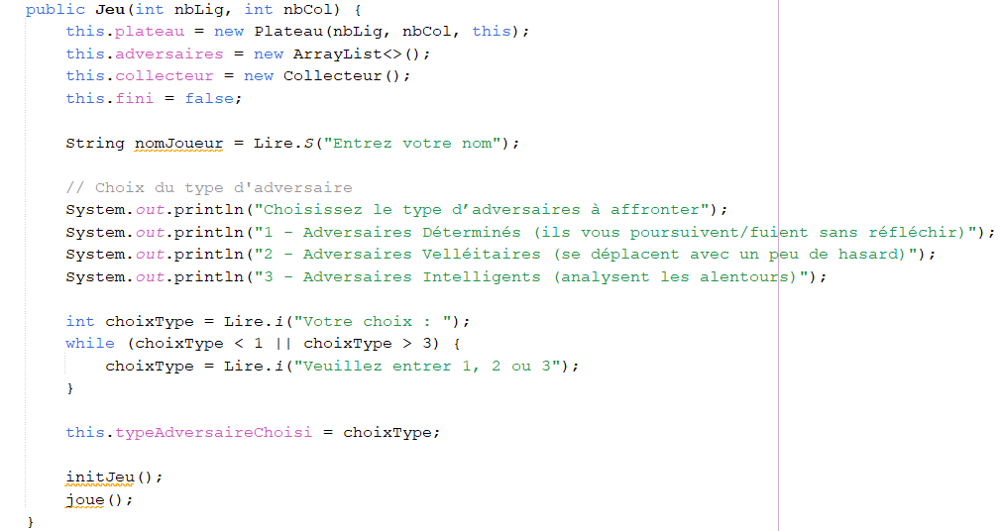 public Jeu(int nbLig, int nbCol) {
    this.plateau = new Plateau(nbLig, nbCol, this);
    this.adversaires = new ArrayList<>();
    this.collecteur = new Collecteur();
    this.fini = false;

    String nomJoueur = Lire.S("Entrez votre nom");

    // Choix du type d'adversaire
    System.out.println("Choisissez le type d’adversaires à affronter");
    System.out.println("1 - Adversaires Déterminés (ils vous poursuivent/fuient sans réfléchir)");
    System.out.println("2 - Adversaires Velléitaires (se déplacent avec un peu de hasard)");
    System.out.println("3 - Adversaires Intelligents (analysent les alentours)");

    int choixType = Lire.i("Votre choix : ");
    while (choixType < 1 || choixType > 3) {
        choixType = Lire.i("Veuillez entrer 1, 2 ou 3");
    }

    this.typeAdversaireChoisi = choixType;

    initJeu();
    joue();
}